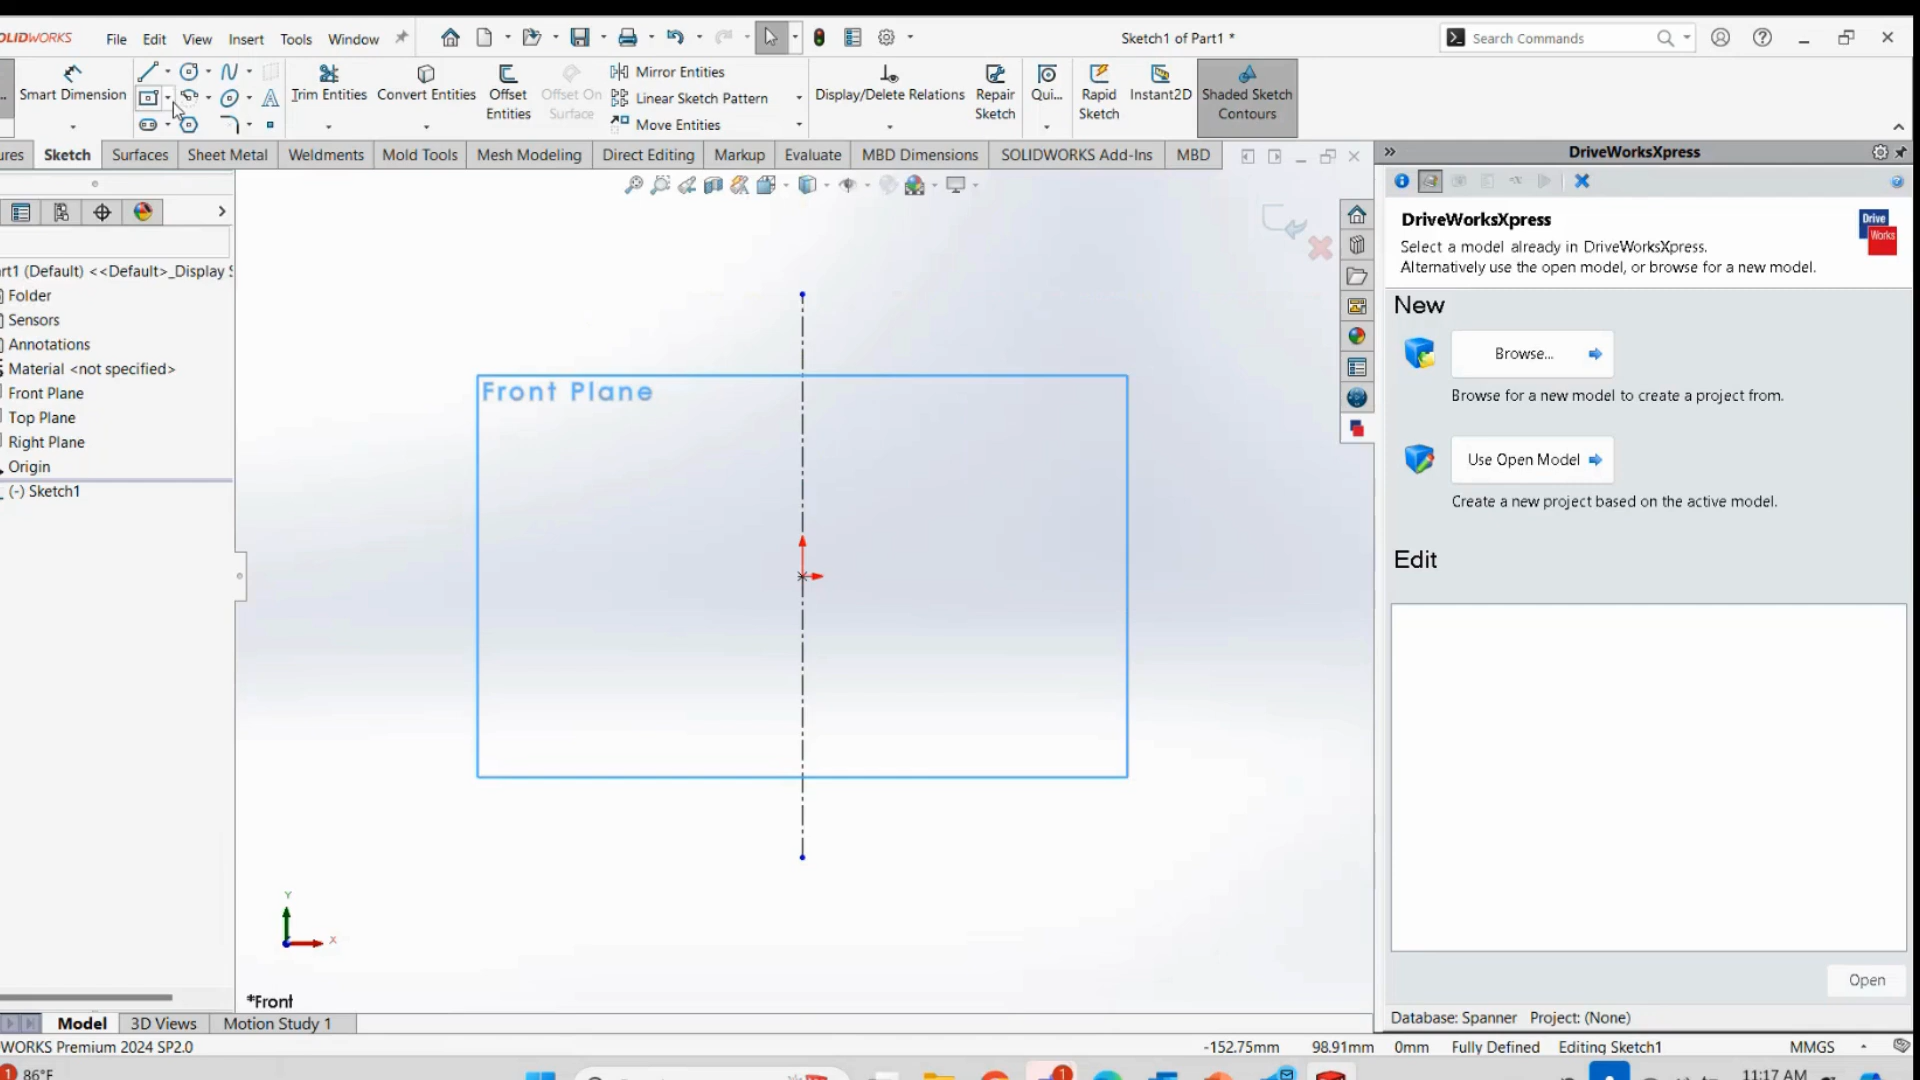 OLIDWORKS File Edit View Insert Tools Window Sketch1 of Part1 * Search Commands
Smart Dimension Trim Entities Convert Entities Offset Entities Offset On Surface Mirror Entities Linear Sketch Pattern Move Entities Display/Delete Relations Repair Sketch Qui... Rapid Sketch Instant2D Shaded Sketch Contours
ures Sketch Surfaces Sheet Metal Weldments Mold Tools Mesh Modeling Direct Editing Markup Evaluate MBD Dimensions SOLIDWORKS Add-Ins MBD
art1 (Default) <<Default>_Display S
Folder
Sensors
Annotations
Material <not specified>
Front Plane
Top Plane
Right Plane
Origin
(-) Sketch1
Front Plane
Y
X
*Front
DriveWorksXpress
DriveWorksXpress
Drive
Works
Select a model already in DriveWorksXpress.
Alternatively use the open model, or browse for a new model.
New
Browse...
Browse for a new model to create a project from.
Use Open Model
Create a new project based on the active model.
Edit
Open
Database: Spanner Project: (None)
Model 3D Views Motion Study 1
WORKS Premium 2024 SP2.0 -152.75mm 98.91mm 0mm Fully Defined Editing Sketch1 MMGS
1 86°F 1 11:17 AM